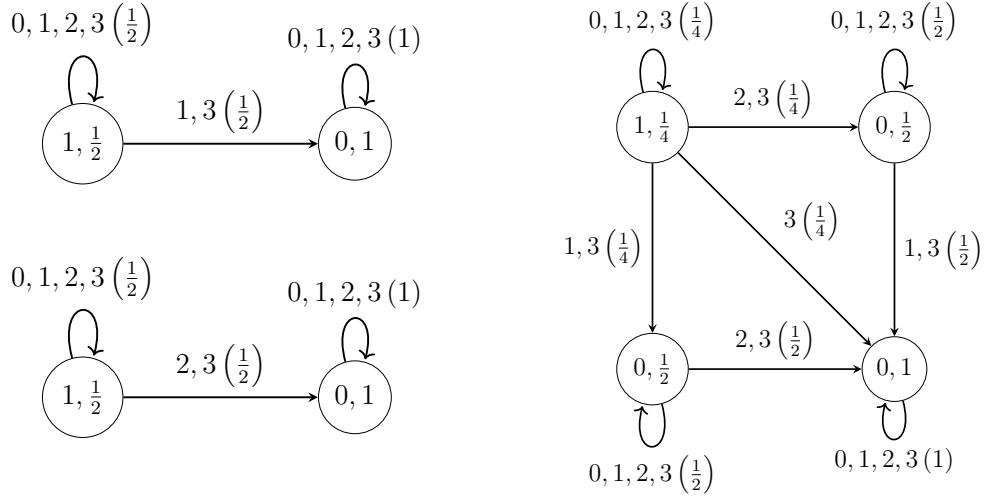 0, 1, 2, 3 (1/2)
0, 1, 2, 3 (1)
1, 3 (1/2)
1, 1/2
0, 1
0, 1, 2, 3 (1/2)
0, 1, 2, 3 (1)
2, 3 (1/2)
1, 1/2
0, 1
0, 1, 2, 3 (1/4)
0, 1, 2, 3 (1/2)
2, 3 (1/4)
1, 1/4
0, 1/2
3 (1/4)
1, 3 (1/4)
1, 3 (1/2)
2, 3 (1/2)
0, 1/2
0, 1
0, 1, 2, 3 (1/2)
0, 1, 2, 3 (1)